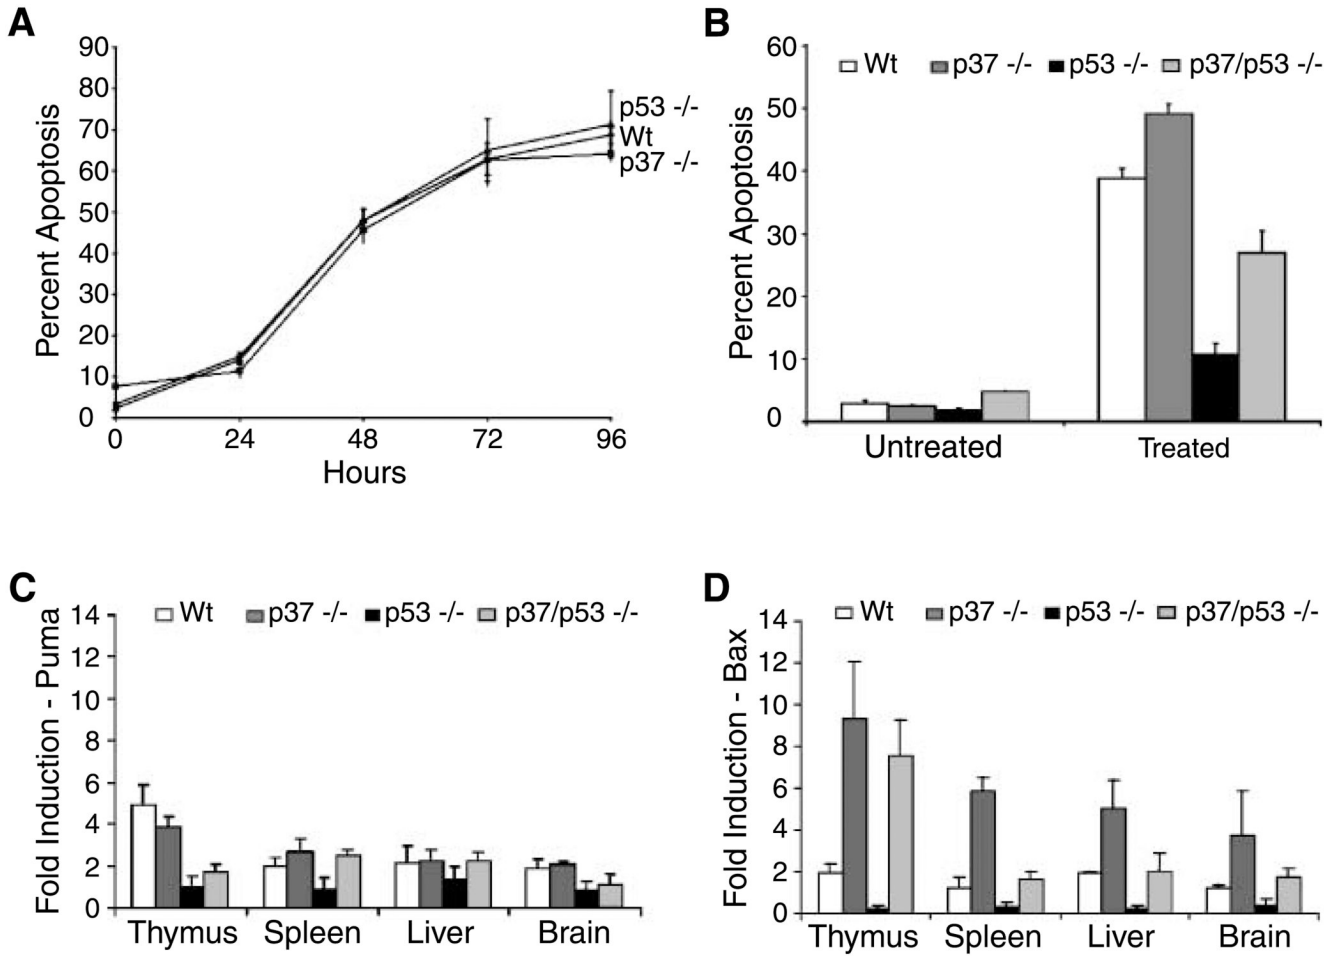 A
Percent Apoptosis
90
80
70
60
50
40
30
20
10
0
p53 -/-
Wt
p37 -/-
0 24 48 72 96
Hours
B
Percent Apoptosis
60
50
40
30
20
10
0
Wt p37 -/- p53 -/- p37/p53 -/-
Untreated Treated
C
Fold Induction - Puma
14
12
10
8
6
4
2
0
Wt p37 -/- p53 -/- p37/p53 -/-
Thymus Spleen Liver Brain
D
Fold Induction - Bax
14
12
10
8
6
4
2
0
Wt p37 -/- p53 -/- p37/p53 -/-
Thymus Spleen Liver Brain